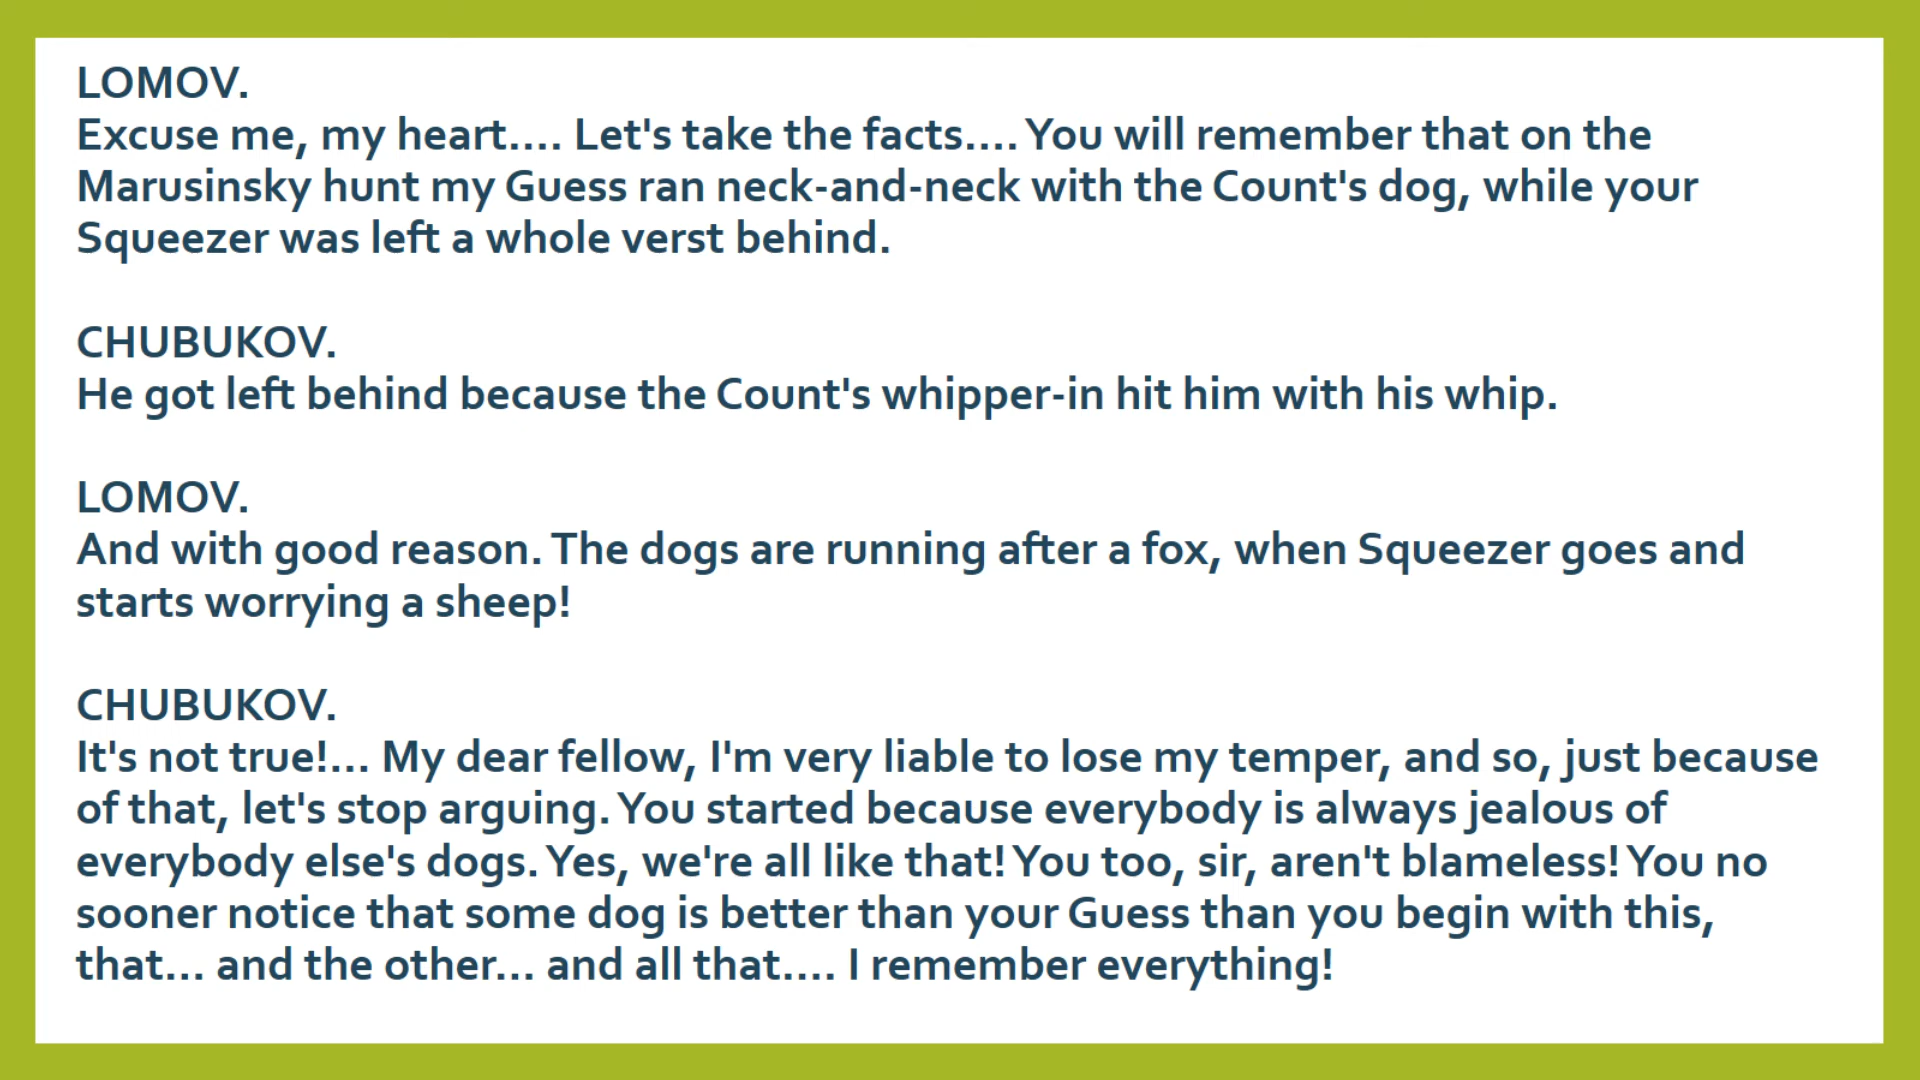 LOMOV.
Excuse me, my heart.... Let's take the facts.... You will remember that on the
Marusinsky hunt my Guess ran neck-and-neck with the Count's dog, while your
Squeezer was left a whole verst behind.
CHUBUKOV.
He got left behind because the Count's whipper-in hit him with his whip.
LOMOV.
And with good reason. The dogs are running after a fox, when Squeezer goes and
starts worrying a sheep!
CHUBUKOV.
It's not true!... My dear fellow, I'm very liable to lose my temper, and so, just because
of that, let's stop arguing. You started because everybody is always jealous of
everybody else's dogs. Yes, we're all like that! You too, sir, aren't blameless! You no
sooner notice that some dog is better than your Guess than you begin with this,
that... and the other... and all that.... I remember everything!